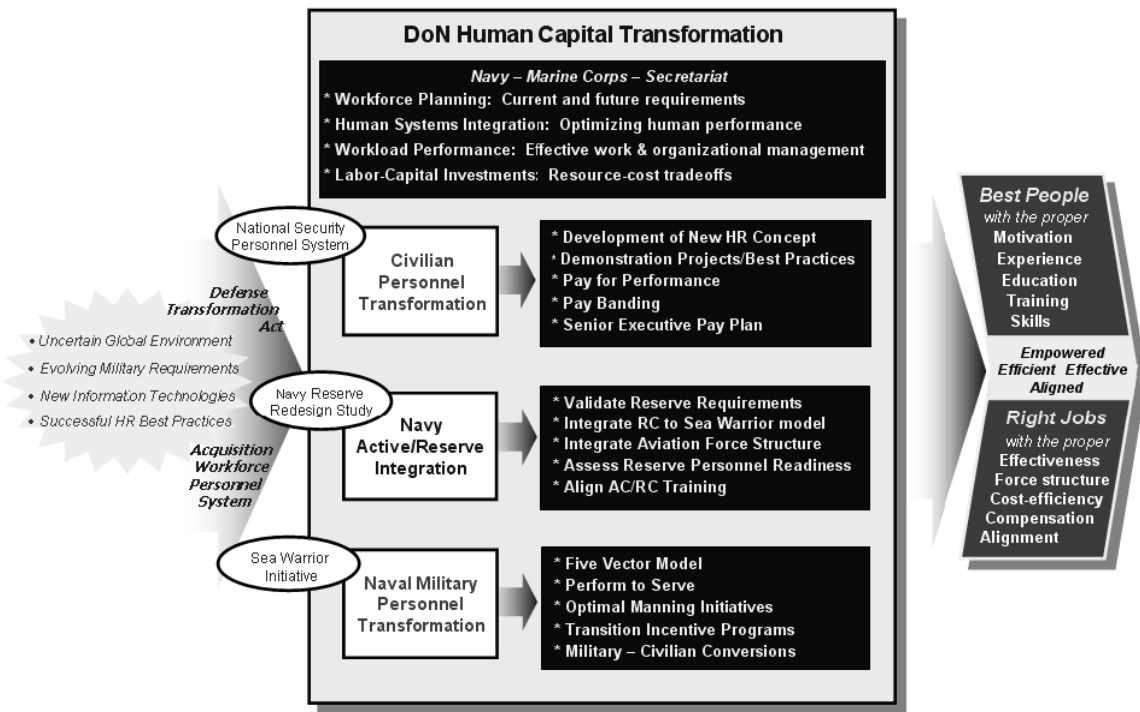 DoN Human Capital Transformation
Navy – Marine Corps – Secretariat
* Workforce Planning: Current and future requirements
* Human Systems Integration: Optimizing human performance
* Workload Performance: Effective work & organizational management
* Labor-Capital Investments: Resource-cost tradeoffs
Defense
Transformation
Act
• Uncertain Global Environment
• Evolving Military Requirements
• New Information Technologies
• Successful HR Best Practices
Acquisition
Workforce
Personnel
System
National Security
Personnel System
Civilian
Personnel
Transformation
* Development of New HR Concept
* Demonstration Projects/Best Practices
* Pay for Performance
* Pay Banding
* Senior Executive Pay Plan
Navy Reserve
Redesign Study
Navy
Active/Reserve
Integration
* Validate Reserve Requirements
* Integrate RC to Sea Warrior model
* Integrate Aviation Force Structure
* Assess Reserve Personnel Readiness
* Align AC/RC Training
Sea Warrior
Initiative
Naval Military
Personnel
Transformation
* Five Vector Model
* Perform to Serve
* Optimal Manning Initiatives
* Transition Incentive Programs
* Military – Civilian Conversions
Best People
with the proper
Motivation
Experience
Education
Training
Skills
Empowered
Efficient Effective
Aligned
Right Jobs
with the proper
Effectiveness
Force structure
Cost-efficiency
Compensation
Alignment